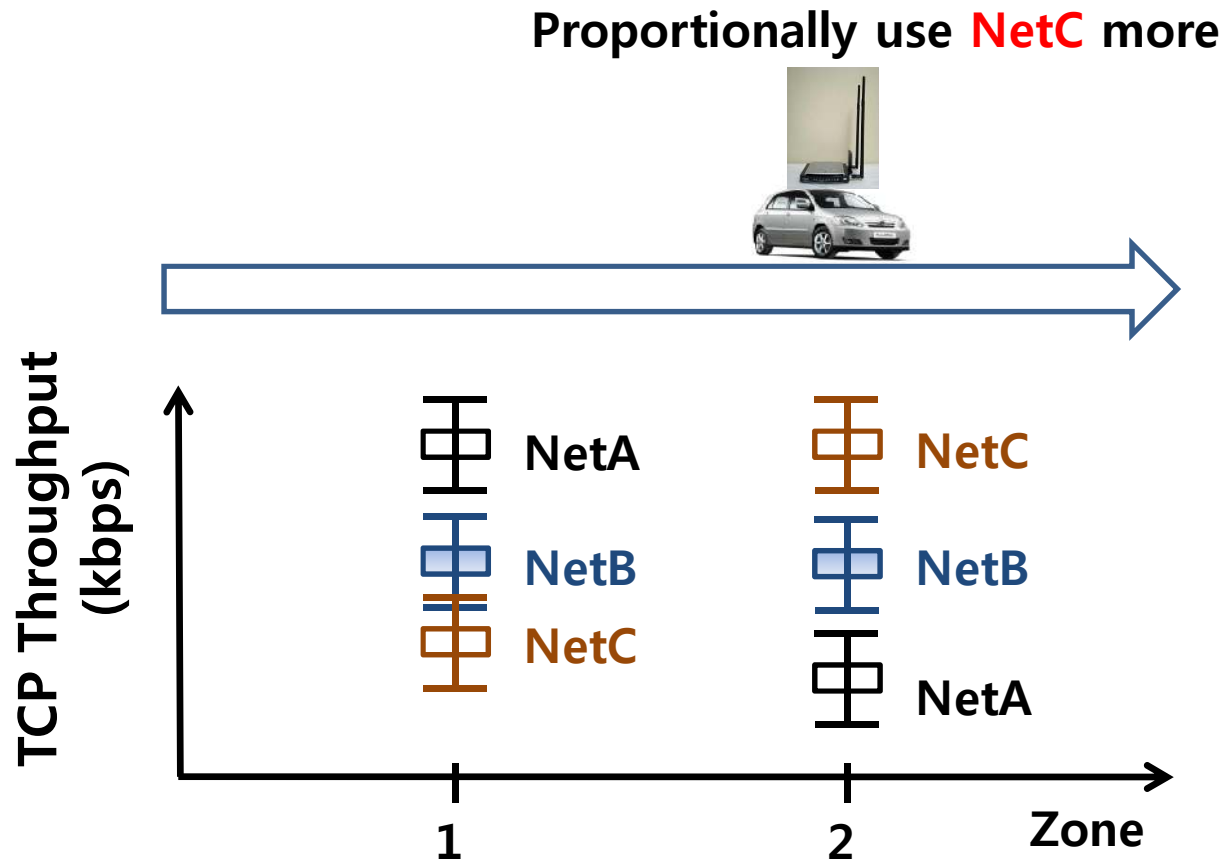 Proportionally use NetC more
TCP Throughput
(kbps)
NetA
NetB
NetC
NetC
NetB
NetA
1
2
Zone